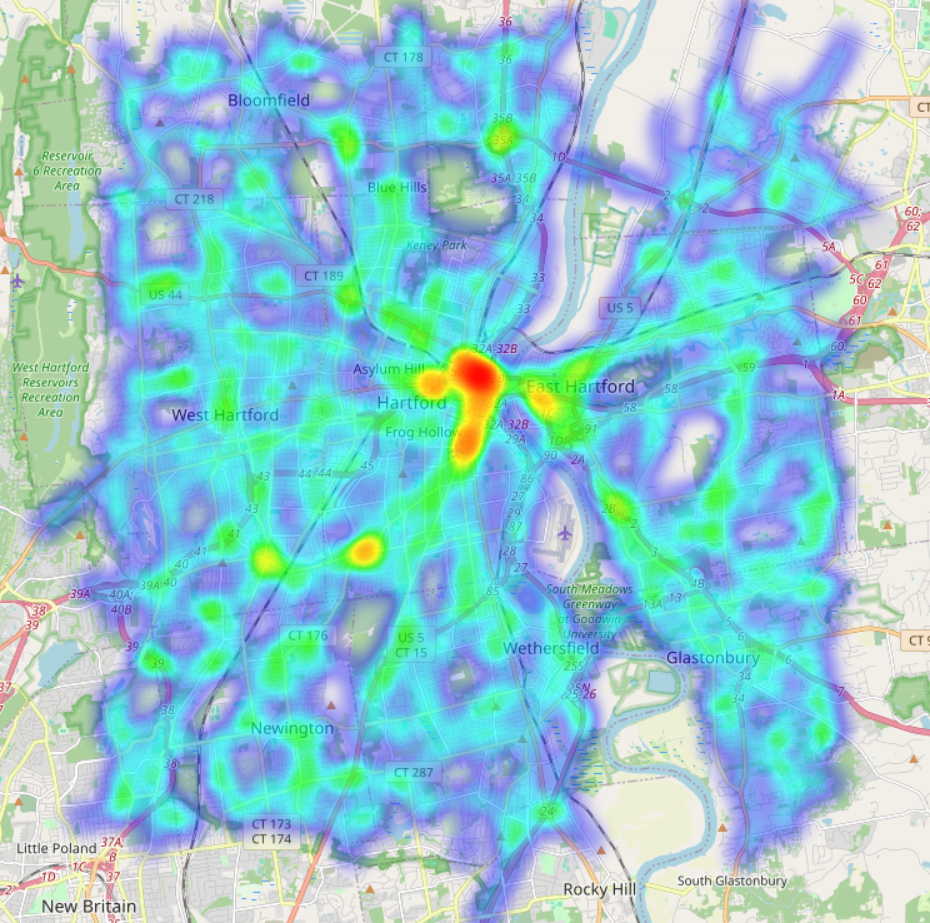 36
CT 178
36
Bloomfield
CT
35B
35A
Reservoir
6 Recreation
Area
1D
35A-35B
Blue Hills
CT 218
34
2
2
60:
62
34
Keney Park
5A
61
CT 189
33
5C
62
US 44
60
33
US 5
61
32A-32B
60
Asylum Hill
59
1
West Hartford
Reservoirs
Recreation
Area
East Hartford
58
1A
Hartford
58
West Hartford
32A-32B
Frog Hollow
29A
1D
91
90
2A
45
44
44
43
86
27
2B
2
29
43
87
41
28
3
41
40
27
39A
40
39A
40A
40B
85
South Meadows
Greenway
at Goodwin
University
4B
13
13A
38
39
CT 176
US 5
CT 15
5
6
CT 9
39
Wethersfield
Glastonbury
6
39
25S
34
37
26
7
38
34
Newington
38
CT 287
24
CT 173
CT 174
37A
B
Little Poland
1C
1D
37
2
South Glastonbury
Rocky Hill
New Britain